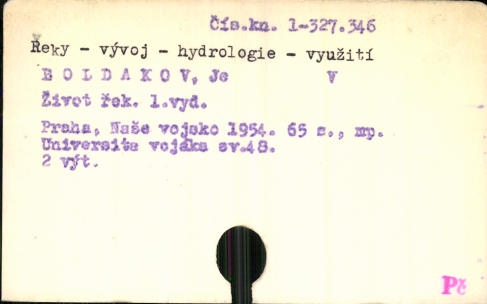 Čís.kn. 1-327.346
Řeky - vývoj - hydrologie - využití
B O L D A K O V, Je V
Život řek. 1.vyd.
Praha, Naše vojsko 1954. 65 s., mp.
Universita vojáka sv.48.
2 výt.
Pč